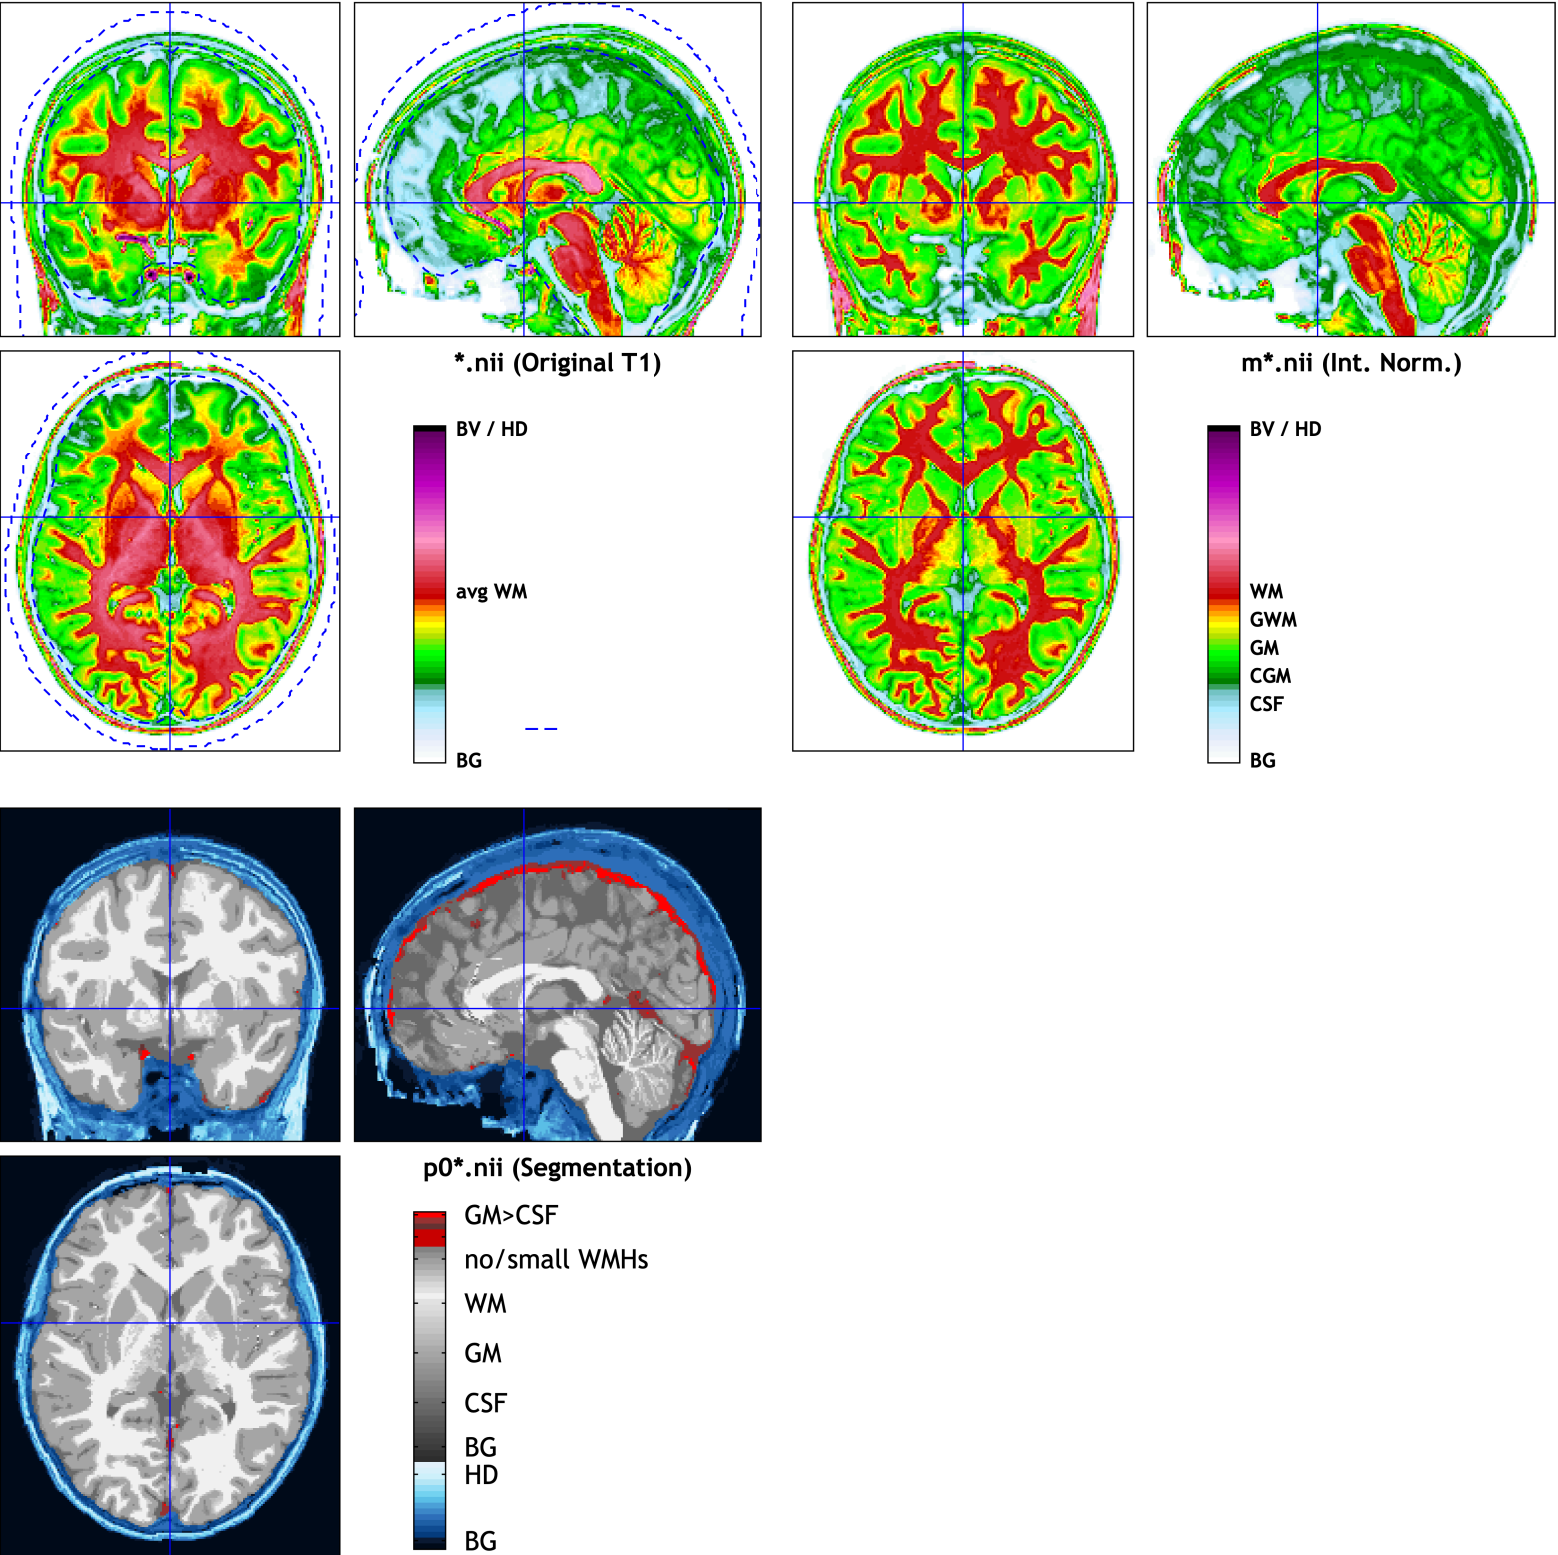 *.nii (Original T1)
BV / HD
avg WM
BG
m*.nii (Int. Norm.)
BV / HD
WM
GWM
GM
CGM
CSF
BG
p0*.nii (Segmentation)
GM>CSF
no/small WMHs
WM
GM
CSF
BG
HD
BG